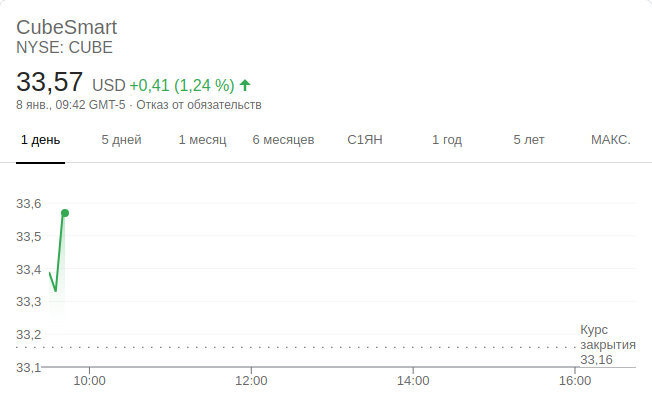 CubeSmart
NYSE: CUBE
33,57 USD +0,41 (1,24 %)
8 янв., 09:42 GMT-5 · Отказ от обязательств
1 день 5 дней 1 месяц 6 месяцев С1ЯН 1 год 5 лет МАКС.
33,6
33,5
33,4
33,3
33,2
Курс
закрытия
33,16
33,1
10:00 12:00 14:00 16:00